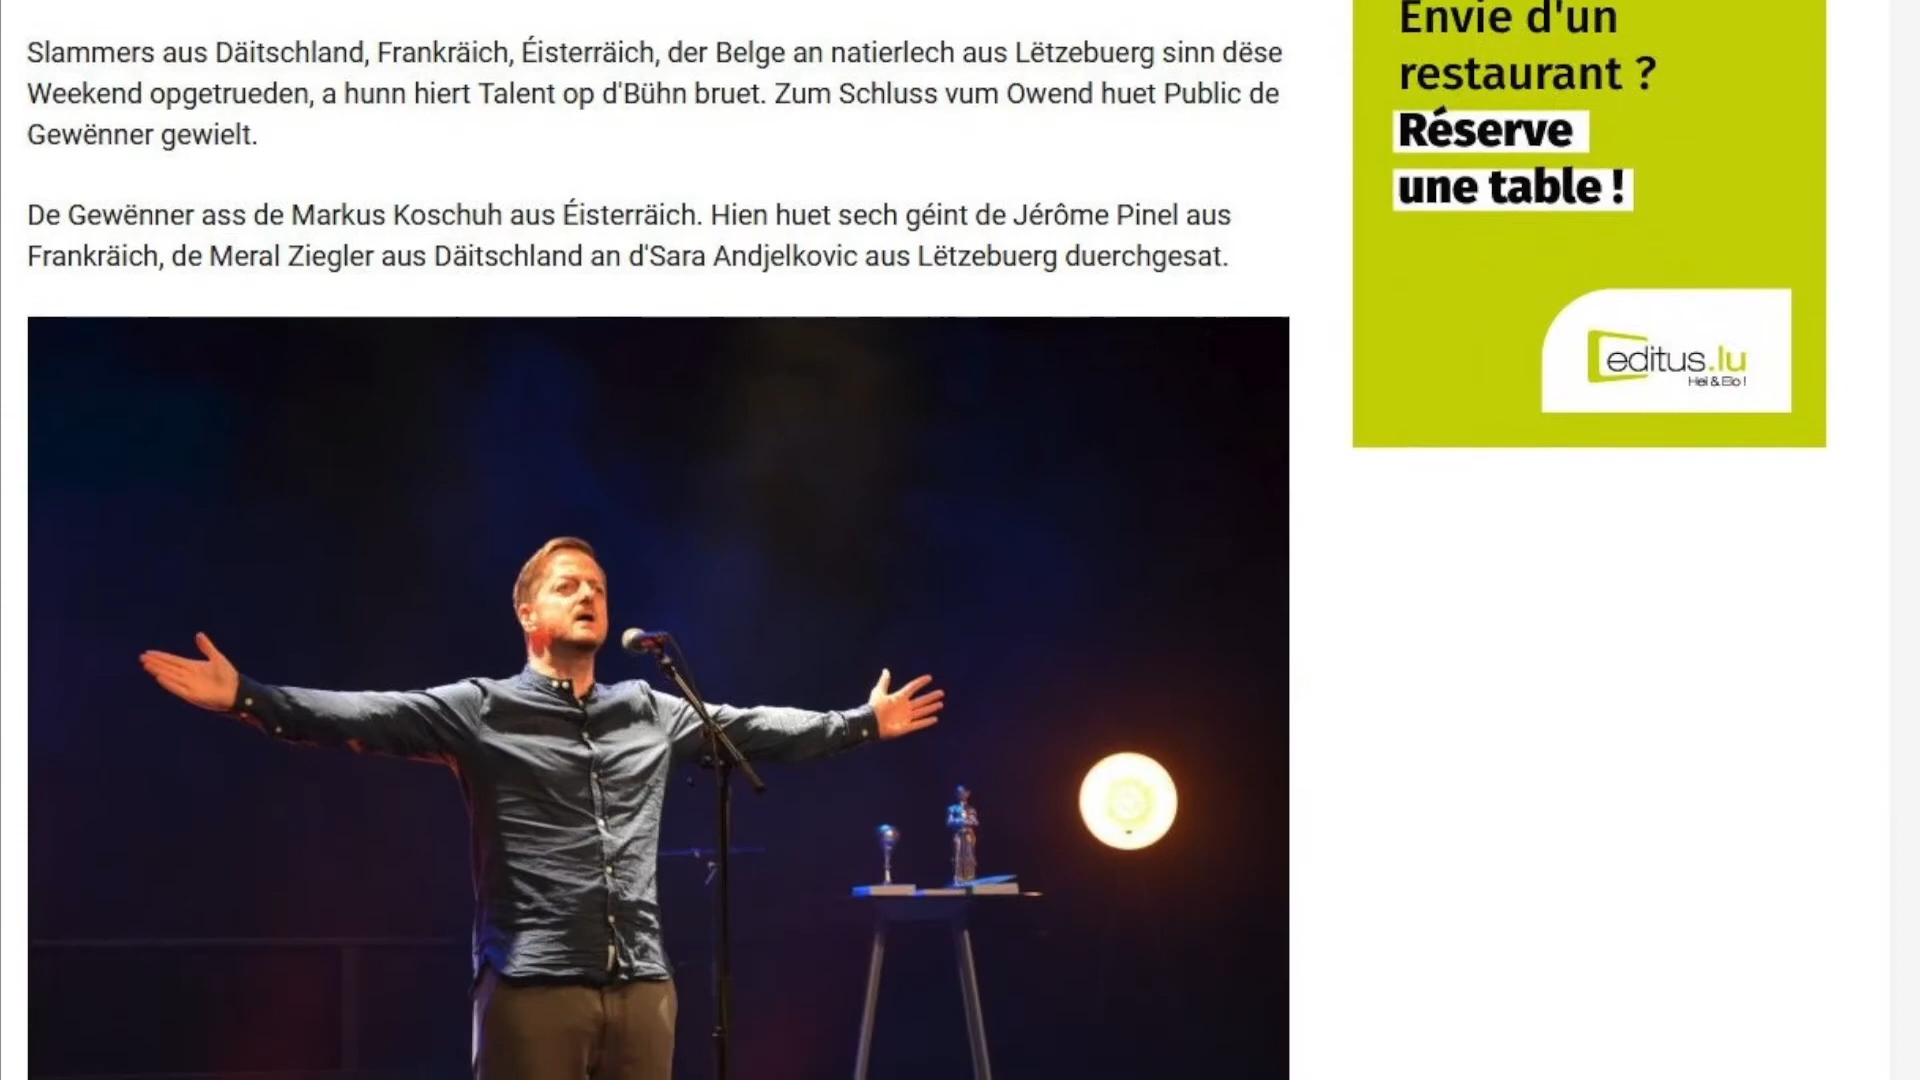 Slammers aus Däitschland, Frankräich, Éisterräich, der Belge an natierlech aus Lëtzebuerg sinn dëse
Weekend opgetrueden, a hunn hiert Talent op d'Bühn bruet. Zum Schluss vum Owend huet Public de
Gewënner gewielt.
De Gewënner ass de Markus Koschuh aus Éisterräich. Hien huet sech géint de Jérôme Pinel aus
Frankräich, de Meral Ziegler aus Däitschland an d'Sara Andjelkovic aus Lëtzebuerg duerchgesat.
Envie d'un
restaurant ?
Réserve
une table !
editus.lu
Hei & Elo !